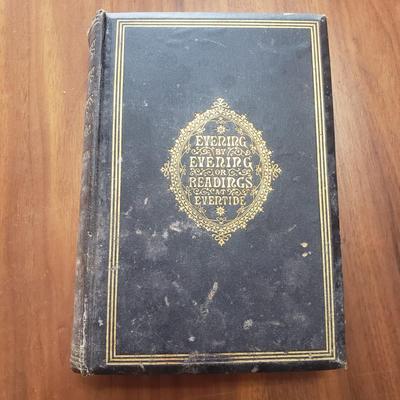 EVENING
BY
EVENING
OR
READINGS
AT
EVENTIDE